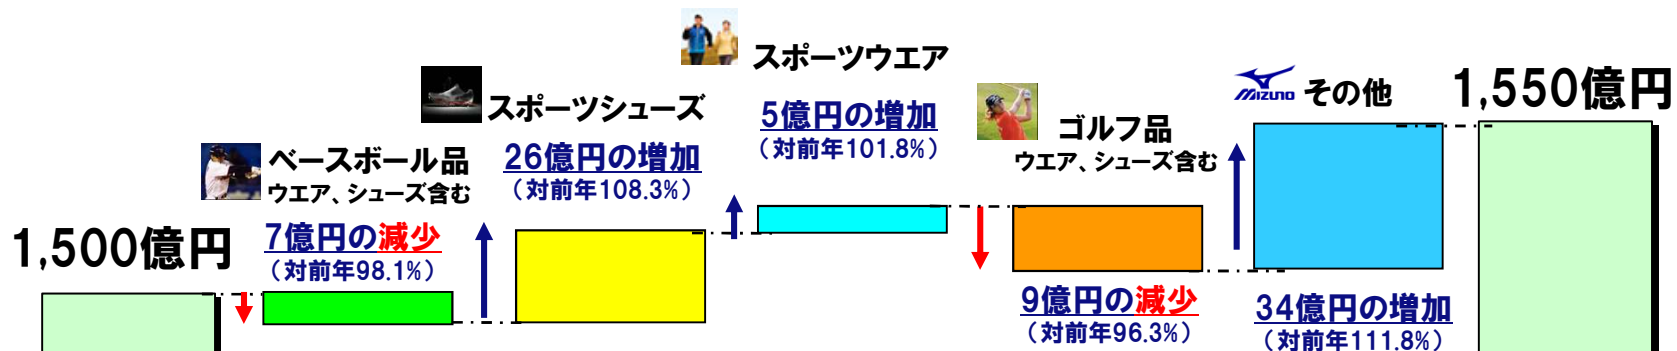 1,500億円
ベースボール品
ウエア、シューズ含む
7億円の減少
（対前年98.1%）
スポーツシューズ
26億円の増加
（対前年108.3%）
スポーツウエア
5億円の増加
（対前年101.8%）
ゴルフ品
ウエア、シューズ含む
9億円の減少
（対前年96.3%）
MIZUNO その他
34億円の増加
（対前年111.8%）
1,550億円